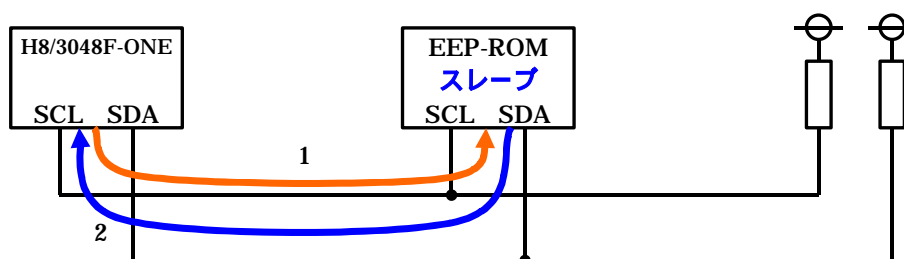 H8/3048F-ONE
SCL SDA
EEP-ROM
スレーブ
SCL SDA
1
2